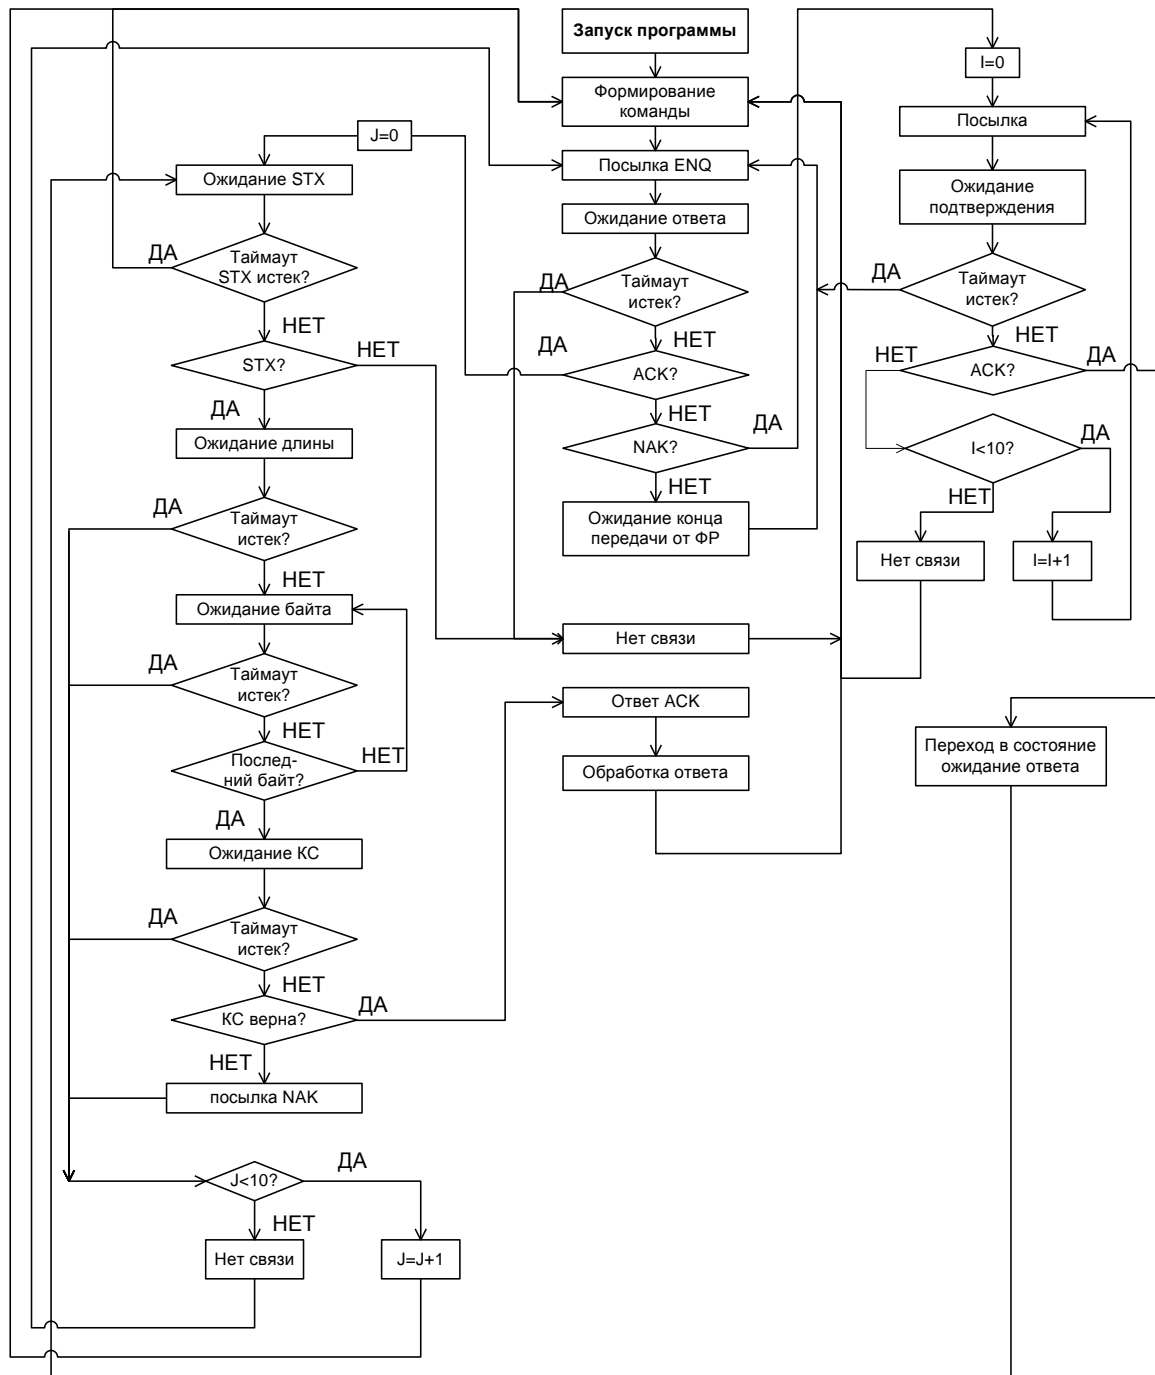 Запуск программы
Формирование
команды
Посылка ENQ
Ожидание ответа
Таймаут
истек?
ДА
НЕТ
ACK?
ДА
НЕТ
NAK?
ДА
НЕТ
Ожидание конца
передачи от ФР
Нет связи
Ответ ACK
Обработка ответа
J=0
Ожидание STX
Таймаут
STX истек?
ДА
НЕТ
STX?
НЕТ
ДА
Ожидание длины
Таймаут
истек?
ДА
НЕТ
Ожидание байта
Таймаут
истек?
ДА
НЕТ
Послед-
ний байт?
НЕТ
ДА
Ожидание КС
Таймаут
истек?
ДА
НЕТ
КС верна?
ДА
НЕТ
посылка NAK
J<10?
ДА
НЕТ
Нет связи
J=J+1
I=0
Посылка
Ожидание
подтверждения
Таймаут
истек?
ДА
НЕТ
ACK?
НЕТ
ДА
I<10?
ДА
НЕТ
Нет связи
I=I+1
Переход в состояние
ожидание ответа